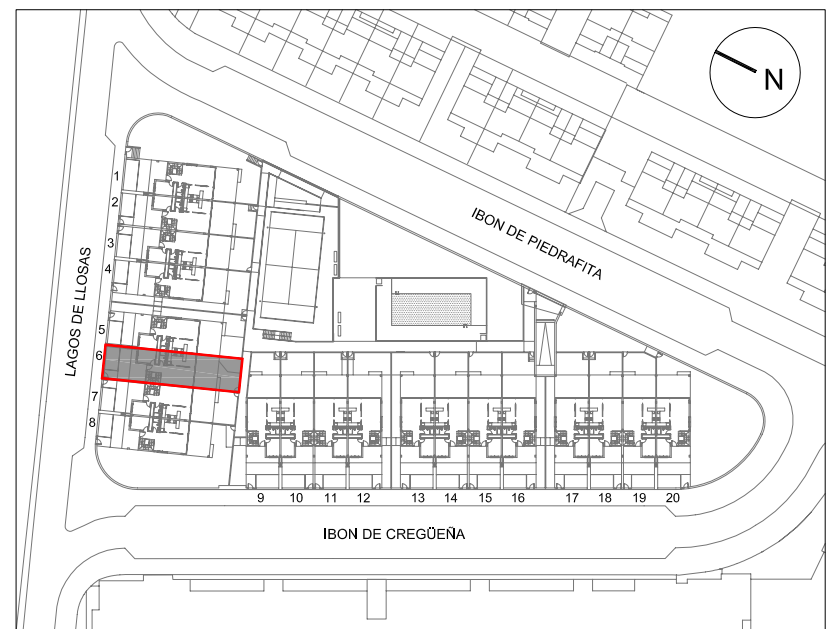 N
IBON DE PIEDRAFITA
LAGOS DE LLOSAS
1
2
3
4
5
6
7
8
9 10 11 12 13 14 15 16 17 18 19 20
IBON DE CREGÜEÑA